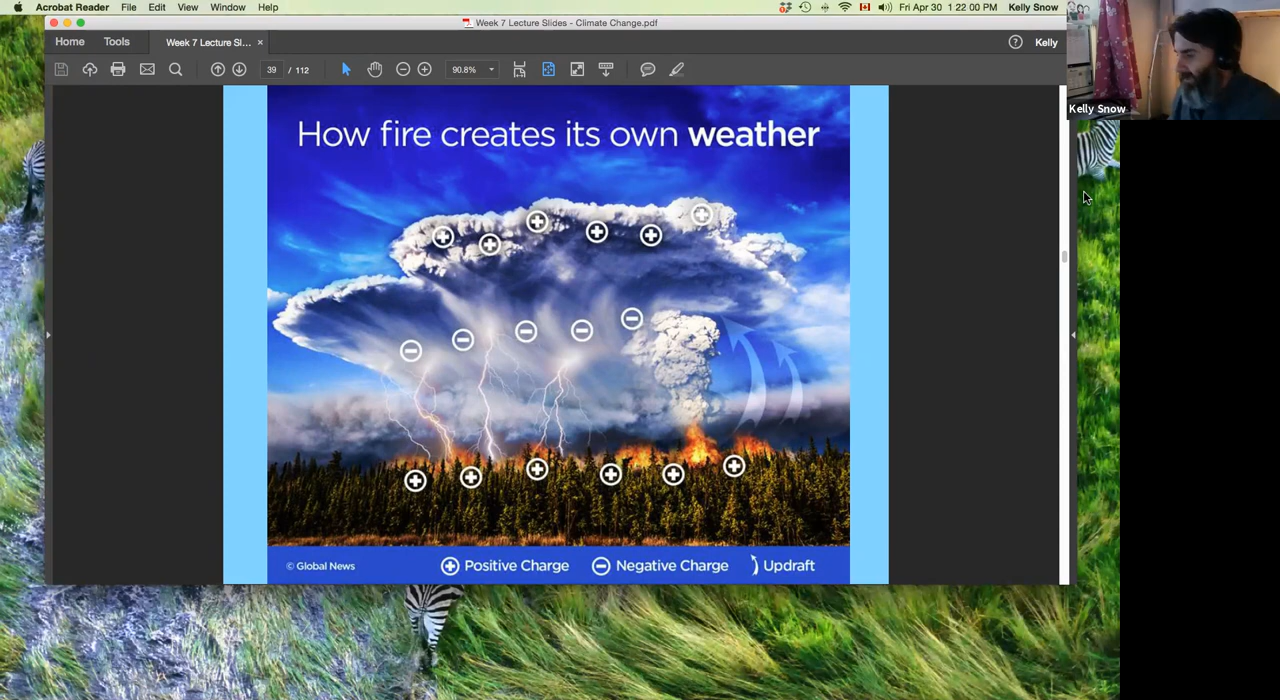 Acrobat Reader File Edit View Window Help Fri Apr 30 1 22 00 PM Kelly Snow
Week 7 Lecture Slides - Climate Change.pdf
Home Tools Week 7 Lecture Sl... × ? Kelly
39 / 112 90.8%
Kelly Snow
How fire creates its own weather
© Global News Positive Charge Negative Charge Updraft